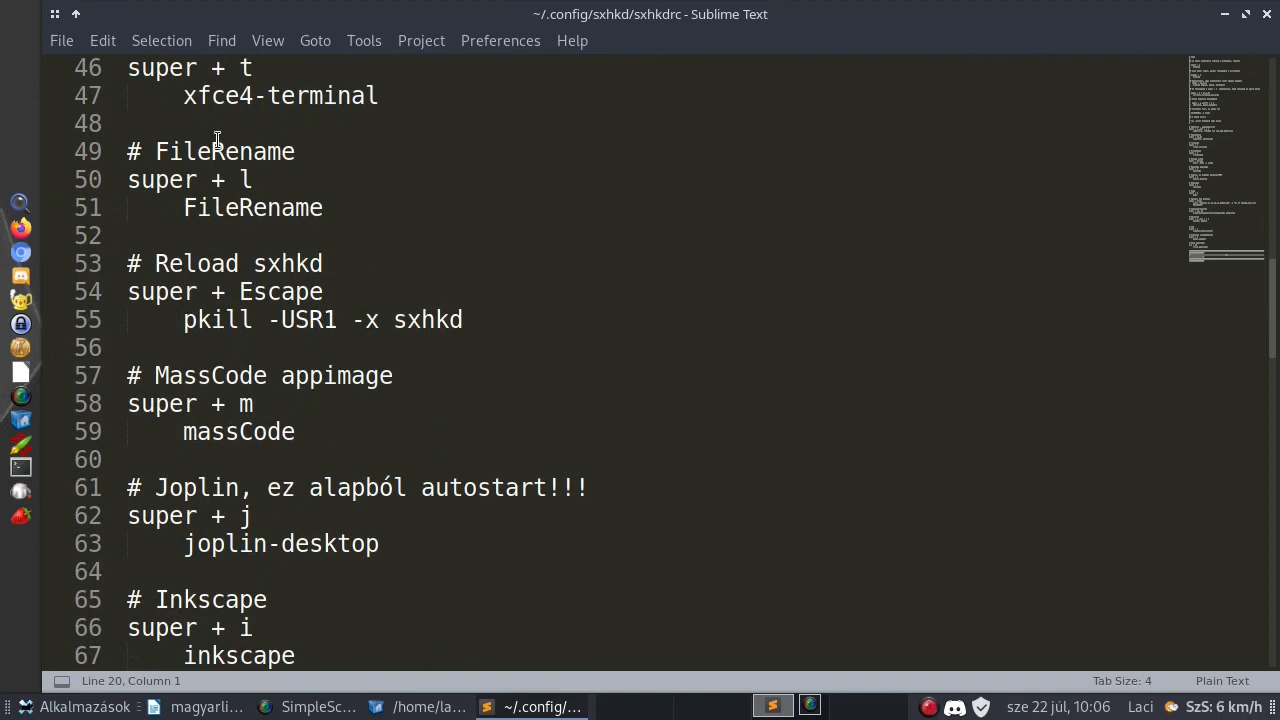 ~/.config/sxhkd/sxhkdrc - Sublime Text
File Edit Selection Find View Goto Tools Project Preferences Help
46 super + t
47 xfce4-terminal
48
49 # FileRename
50 super + l
51 FileRename
52
53 # Reload sxhkd
54 super + Escape
55 pkill -USR1 -x sxhkd
56
57 # MassCode appimage
58 super + m
59 massCode
60
61 # Joplin, ez alapból autostart!!!
62 super + j
63 joplin-desktop
64
65 # Inkscape
66 super + i
67 inkscape
Line 20, Column 1 Tab Size: 4 Plain Text
Alkalmazások magyarli... SimpleSc... /home/la... ~/.config/... sze 22 júl, 10:06 Laci SzS: 6 km/h